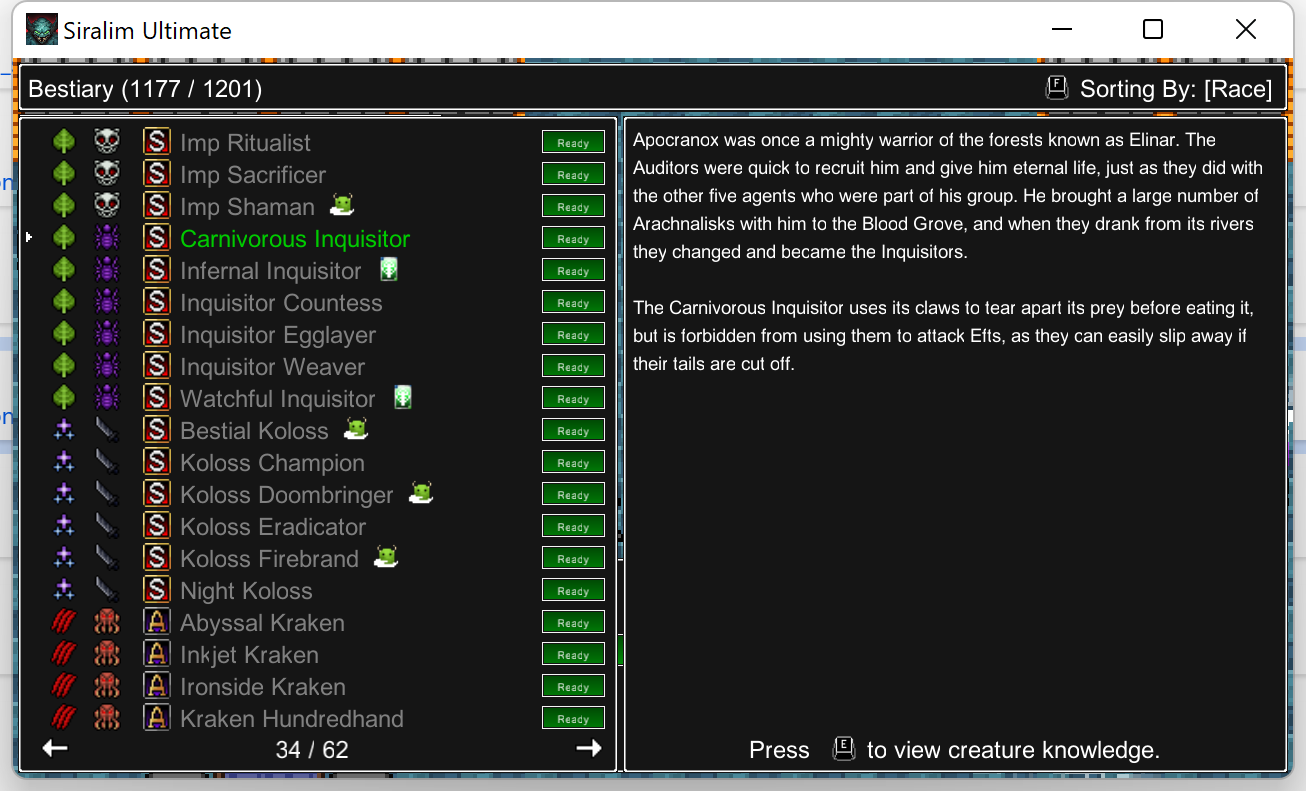 Siralim Ultimate
Bestiary (1177 / 1201)
F Sorting By: [Race]
S Imp Ritualist Ready
S Imp Sacrificer Ready
S Imp Shaman Ready
S Carnivorous Inquisitor Ready
S Infernal Inquisitor Ready
S Inquisitor Countess Ready
S Inquisitor Egglayer Ready
S Inquisitor Weaver Ready
S Watchful Inquisitor Ready
S Bestial Koloss Ready
S Koloss Champion Ready
S Koloss Doombringer Ready
S Koloss Eradicator Ready
S Koloss Firebrand Ready
S Night Koloss Ready
A Abyssal Kraken Ready
A Inkjet Kraken Ready
A Ironside Kraken Ready
A Kraken Hundredhand Ready
34 / 62
Apocranox was once a mighty warrior of the forests known as Elinar. The
Auditors were quick to recruit him and give him eternal life, just as they did with
the other five agents who were part of his group. He brought a large number of
Arachnalisks with him to the Blood Grove, and when they drank from its rivers
they changed and became the Inquisitors.
The Carnivorous Inquisitor uses its claws to tear apart its prey before eating it,
but is forbidden from using them to attack Efts, as they can easily slip away if
their tails are cut off.
Press E to view creature knowledge.